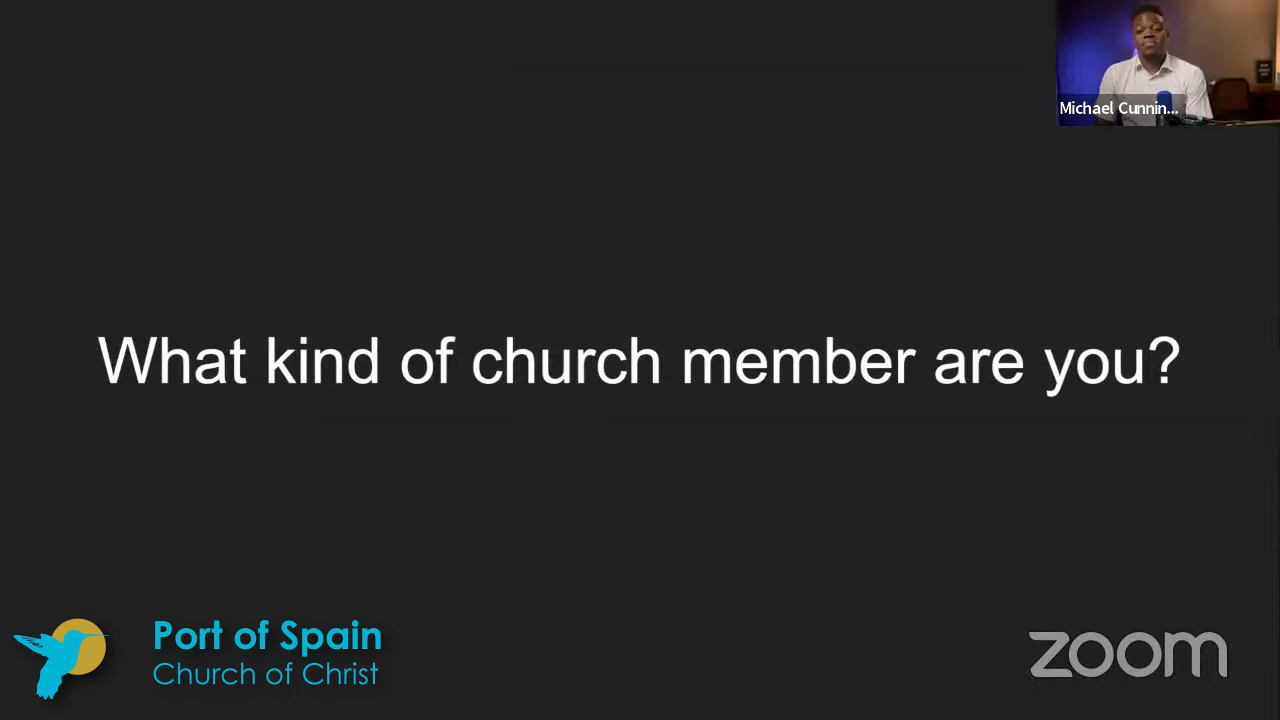 Michael Cunnin...
What kind of church member are you?
Port of Spain
Church of Christ
zoom